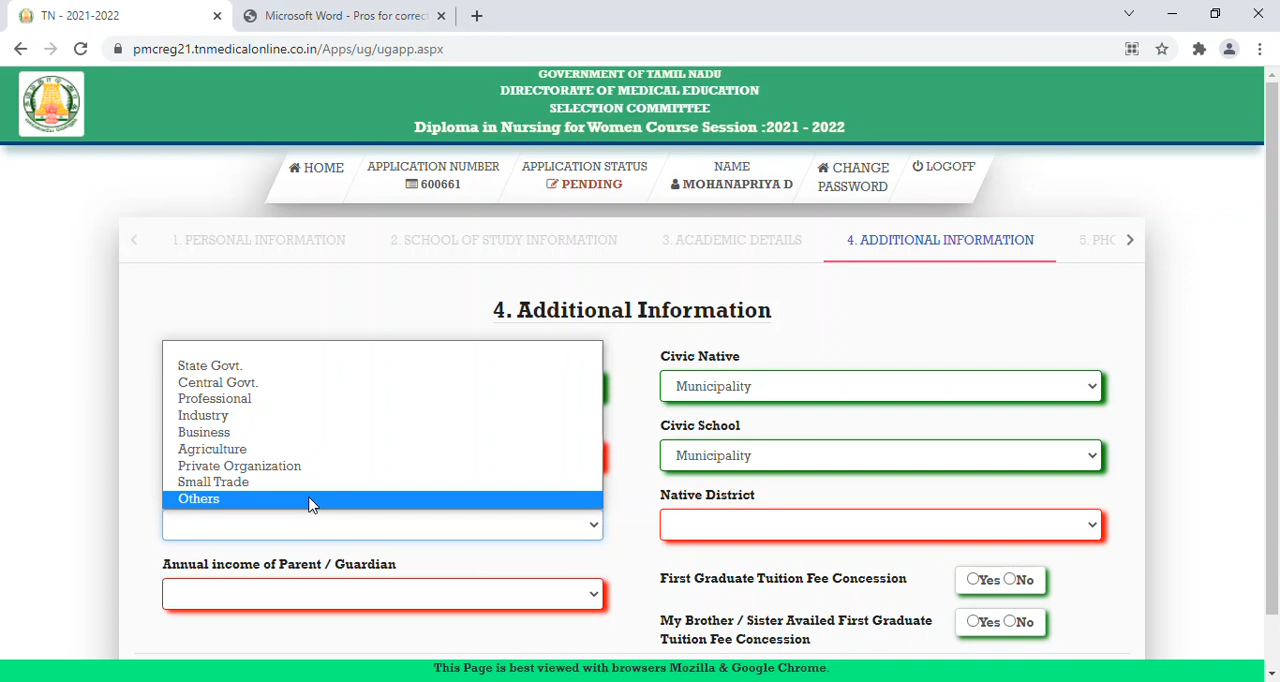 TN - 2021-2022
Microsoft Word - Pros for correct
pmcreg21.tnmedicalonline.co.in/Apps/ug/ugapp.aspx
GOVERNMENT OF TAMIL NADU
DIRECTORATE OF MEDICAL EDUCATION
SELECTION COMMITTEE
Diploma in Nursing for Women Course Session :2021 - 2022
HOME
APPLICATION NUMBER
600661
APPLICATION STATUS
PENDING
NAME
MOHANAPRIYA D
CHANGE
PASSWORD
LOGOFF
1. PERSONAL INFORMATION
2. SCHOOL OF STUDY INFORMATION
3. ACADEMIC DETAILS
4. ADDITIONAL INFORMATION
5. PHO
4. Additional Information
State Govt.
Central Govt.
Professional
Industry
Business
Agriculture
Private Organization
Small Trade
Others
Annual income of Parent / Guardian
Civic Native
Municipality
Civic School
Municipality
Native District
First Graduate Tuition Fee Concession
Yes No
My Brother / Sister Availed First Graduate
Tuition Fee Concession
Yes No
This Page is best viewed with browsers Mozilla & Google Chrome.